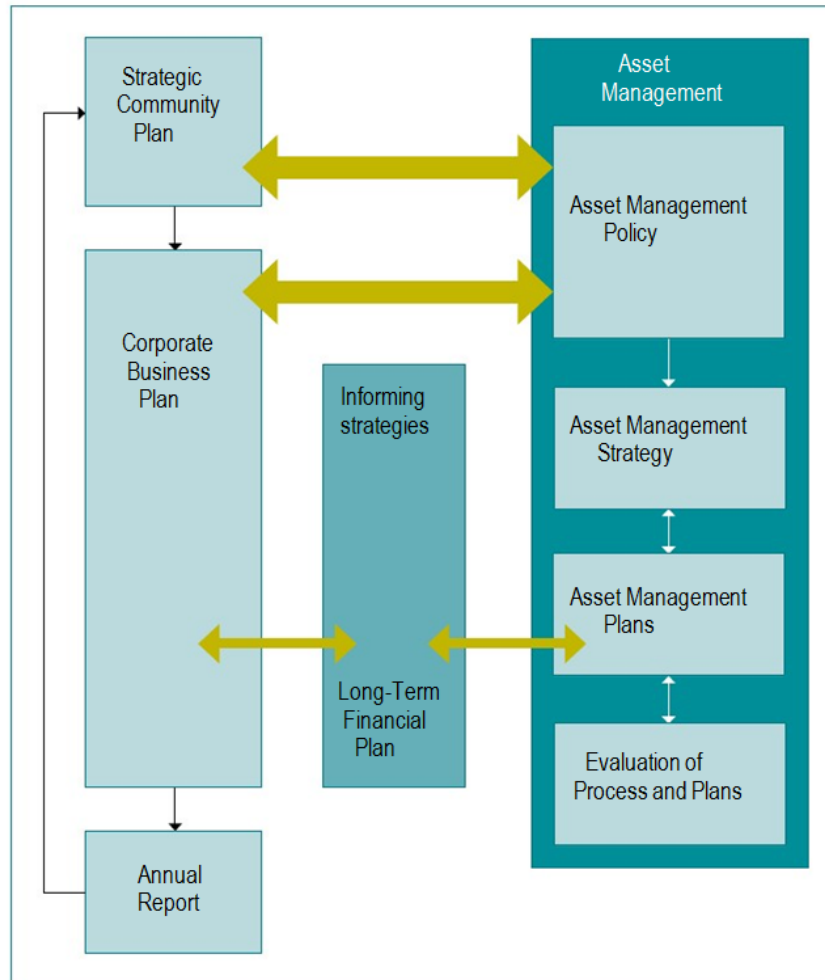 Strategic
Community
Plan
Corporate
Business
Plan
Annual
Report
Informing
strategies
Long-Term
Financial
Plan
Asset
Management
Asset Management
Policy
Asset Management
Strategy
Asset Management
Plans
Evaluation of
Process and Plans